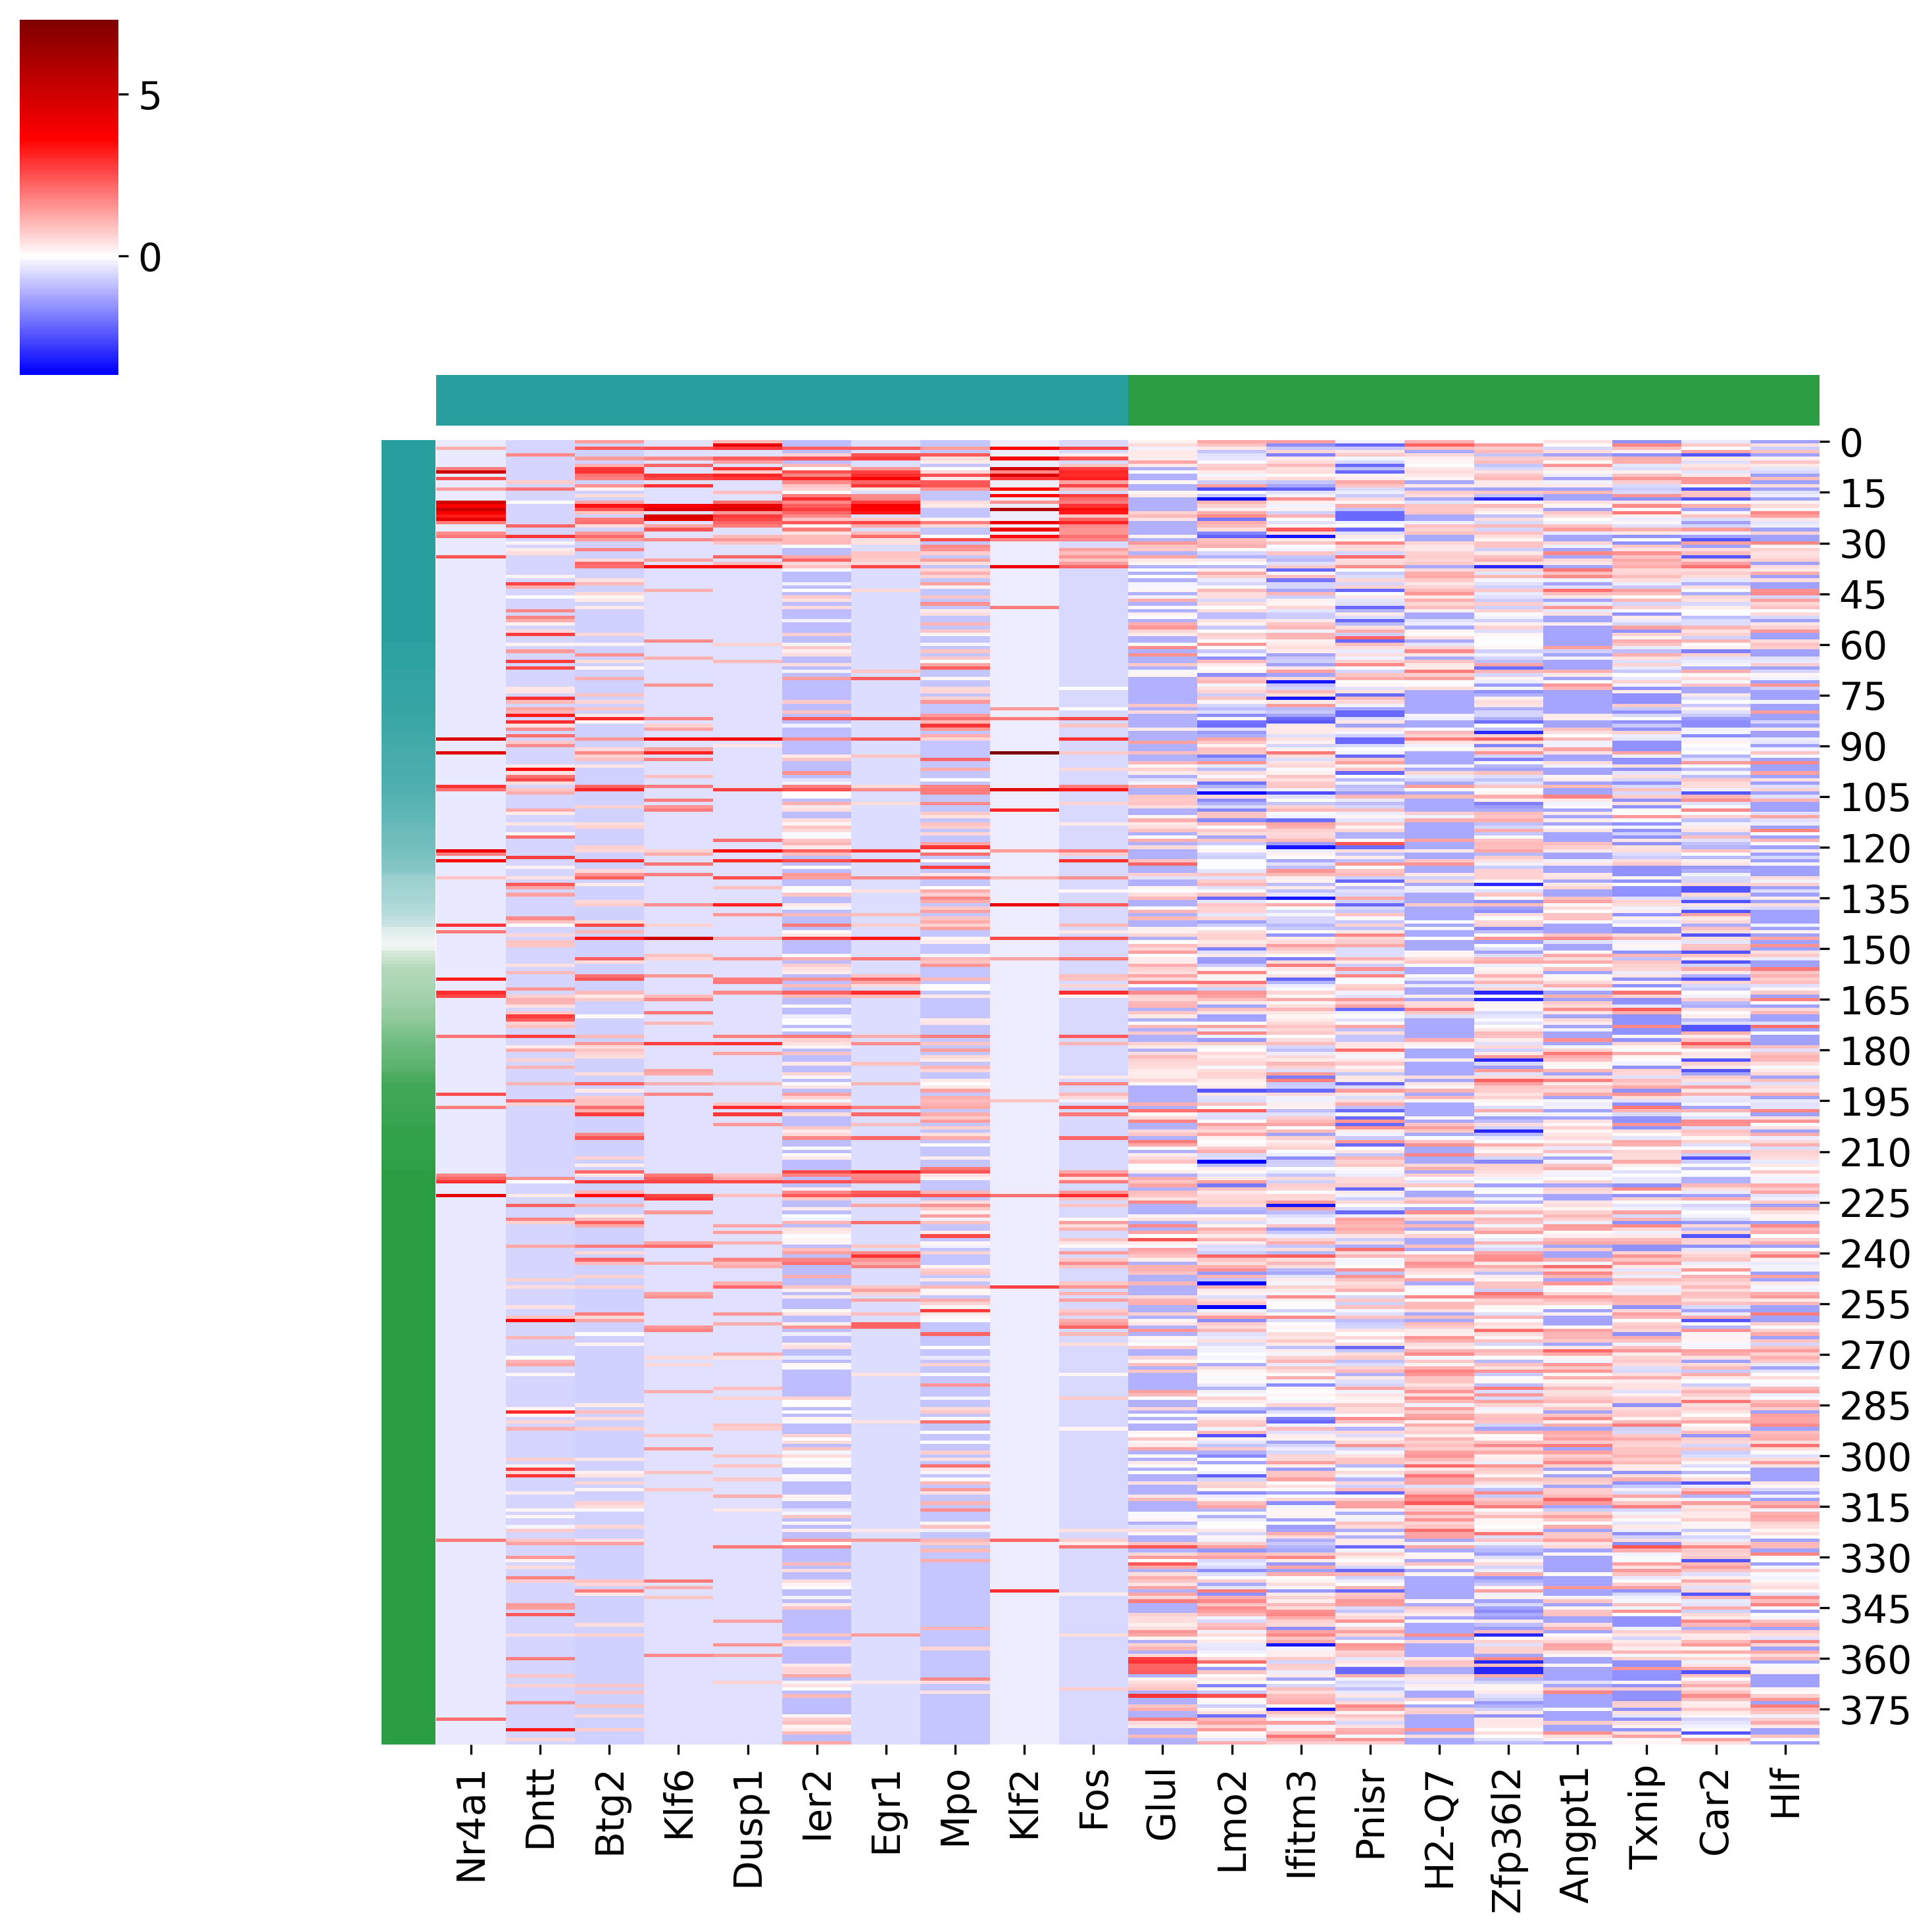 5
0
0
15
30
45
60
75
90
105
120
135
150
165
180
195
210
225
240
255
270
285
300
315
330
345
360
375
Nr4a1
Dntt
Btg2
Klf6
Dusp1
Ier2
Egr1
Mpo
Klf2
Fos
Glul
Lmo2
Ifitm3
Pnisr
H2-Q7
Zfp36l2
Angpt1
Txnip
Car2
Hlf